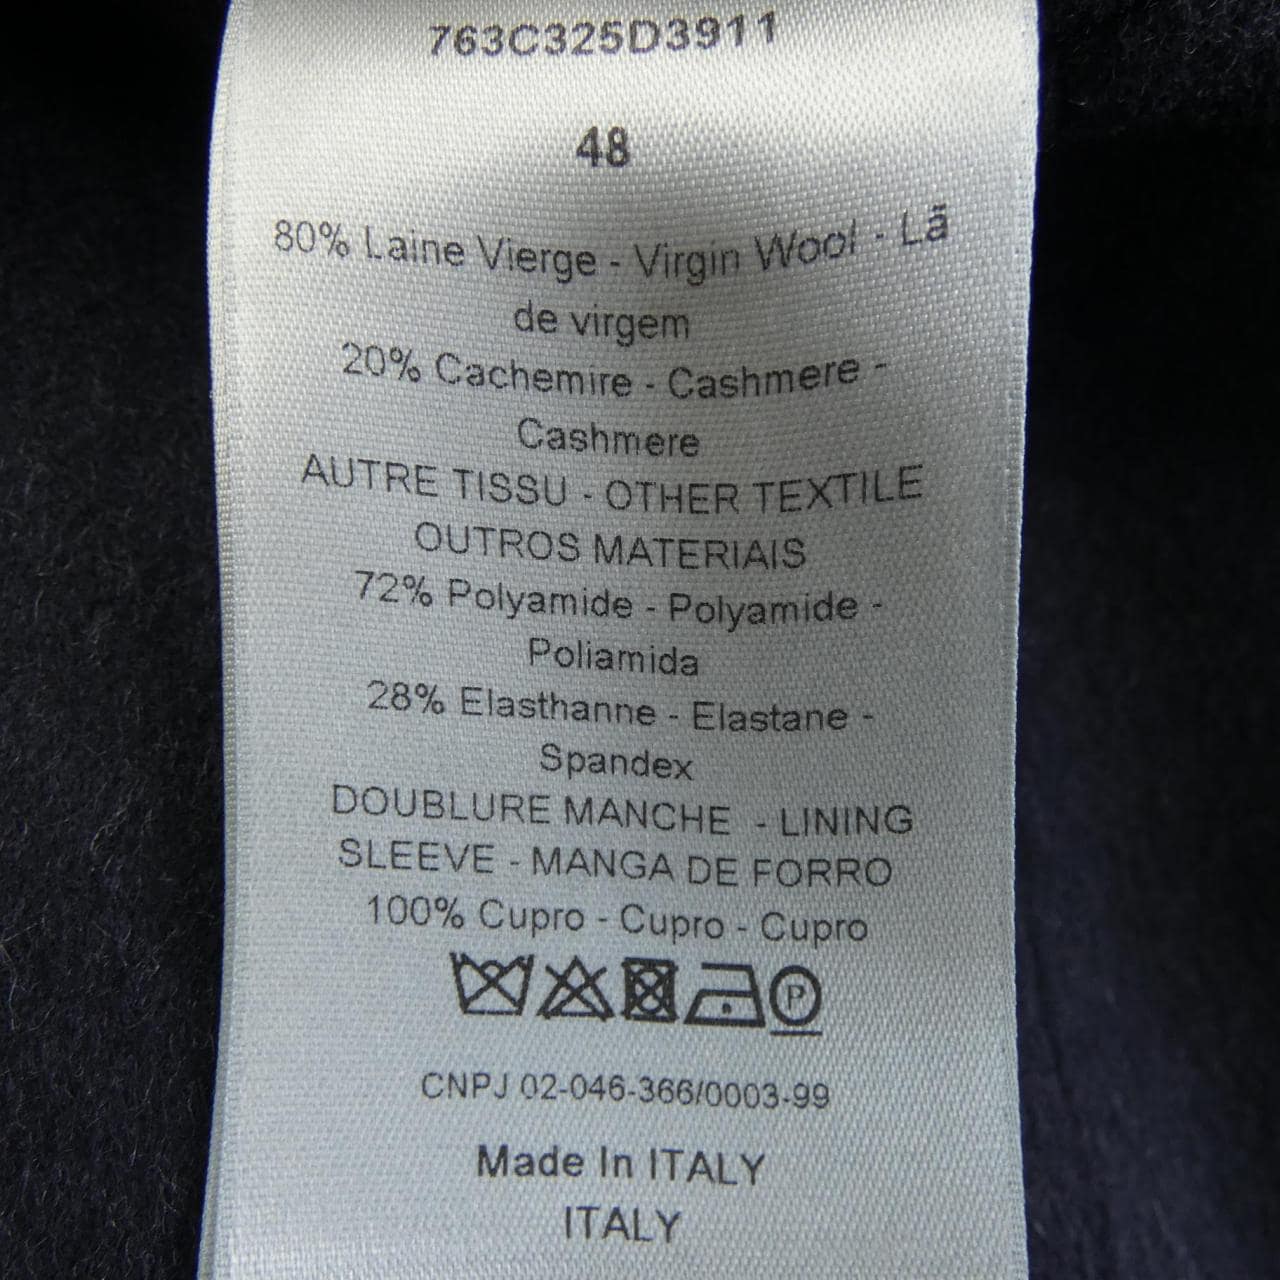 763C325D3911
48
80% Laine Vierge - Virgin Wool - Lã
de virgem
20% Cachemire - Cashmere -
Cashmere
AUTRE TISSU - OTHER TEXTILE
OUTROS MATERIAIS
72% Polyamide - Polyamide -
Poliamida
28% Elasthanne - Elastane -
Spandex
DOUBLURE MANCHE - LINING
SLEEVE - MANGA DE FORRO
100% Cupro - Cupro - Cupro
P
CNPJ 02-046-366/0003-99
Made In ITALY
ITALY